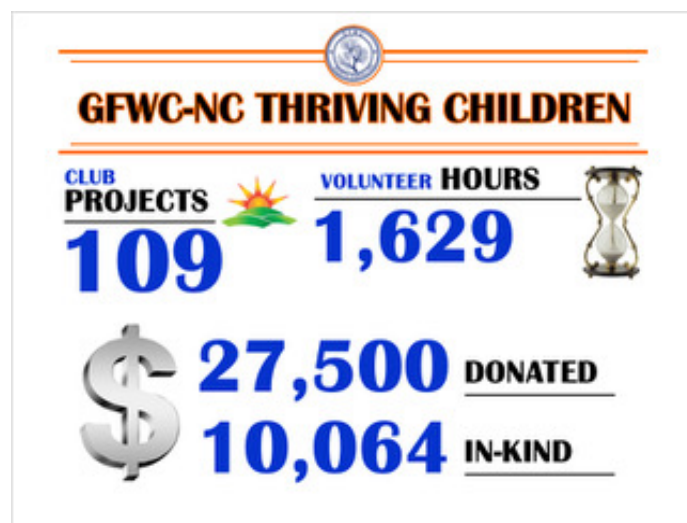 GFWC-NC THRIVING CHILDREN
CLUB
PROJECTS
109
VOLUNTEER HOURS
1,629
$ 27,500 DONATED
10,064 IN-KIND